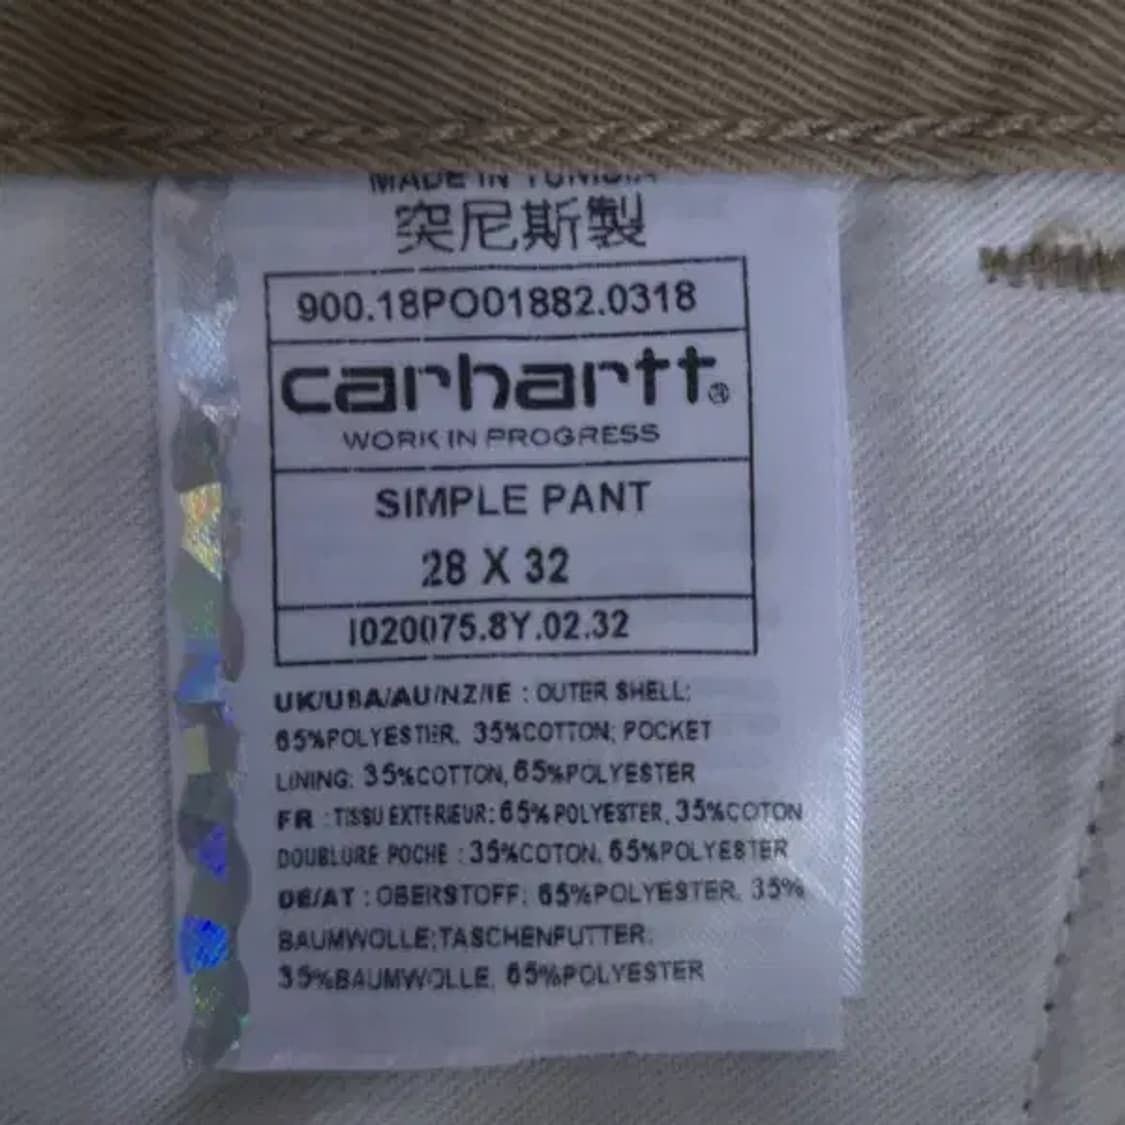 MADE IN TUNISIA
突尼斯製
900.18PO01882.0318
carhartt®
WORK IN PROGRESS
SIMPLE PANT
28 X 32
I020075.8Y.02.32
UK/USA/AU/NZ/IE : OUTER SHELL:
65%POLYESTER, 35%COTTON; POCKET
LINING: 35%COTTON, 65%POLYESTER
FR : TISSU EXTERIEUR: 65% POLYESTER, 35%COTON
DOUBLURE POCHE : 35%COTON, 65%POLYESTER
DE/AT : OBERSTOFF: 65%POLYESTER, 35%
BAUMWOLLE;TASCHENFUTTER:
35%BAUMWOLLE, 65%POLYESTER